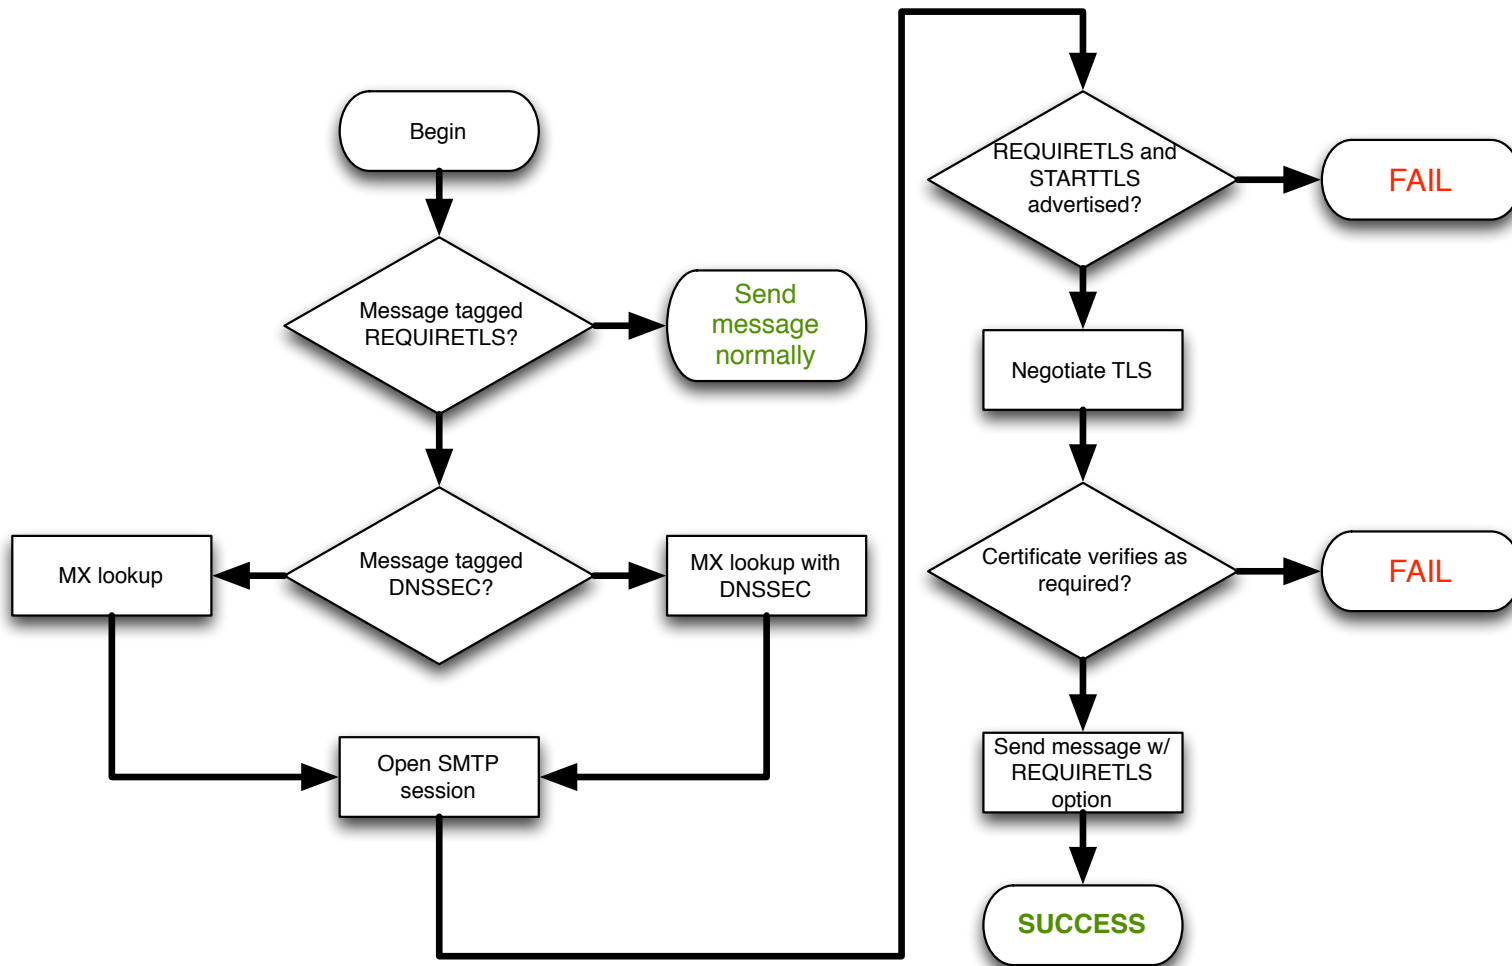 Begin
Message tagged
REQUIRETLS?
Send
message
normally
Message tagged
DNSSEC?
MX lookup
MX lookup with
DNSSEC
Open SMTP
session
REQUIRETLS and
STARTTLS
advertised?
FAIL
Negotiate TLS
Certificate verifies as
required?
FAIL
Send message w/
REQUIRETLS
option
SUCCESS